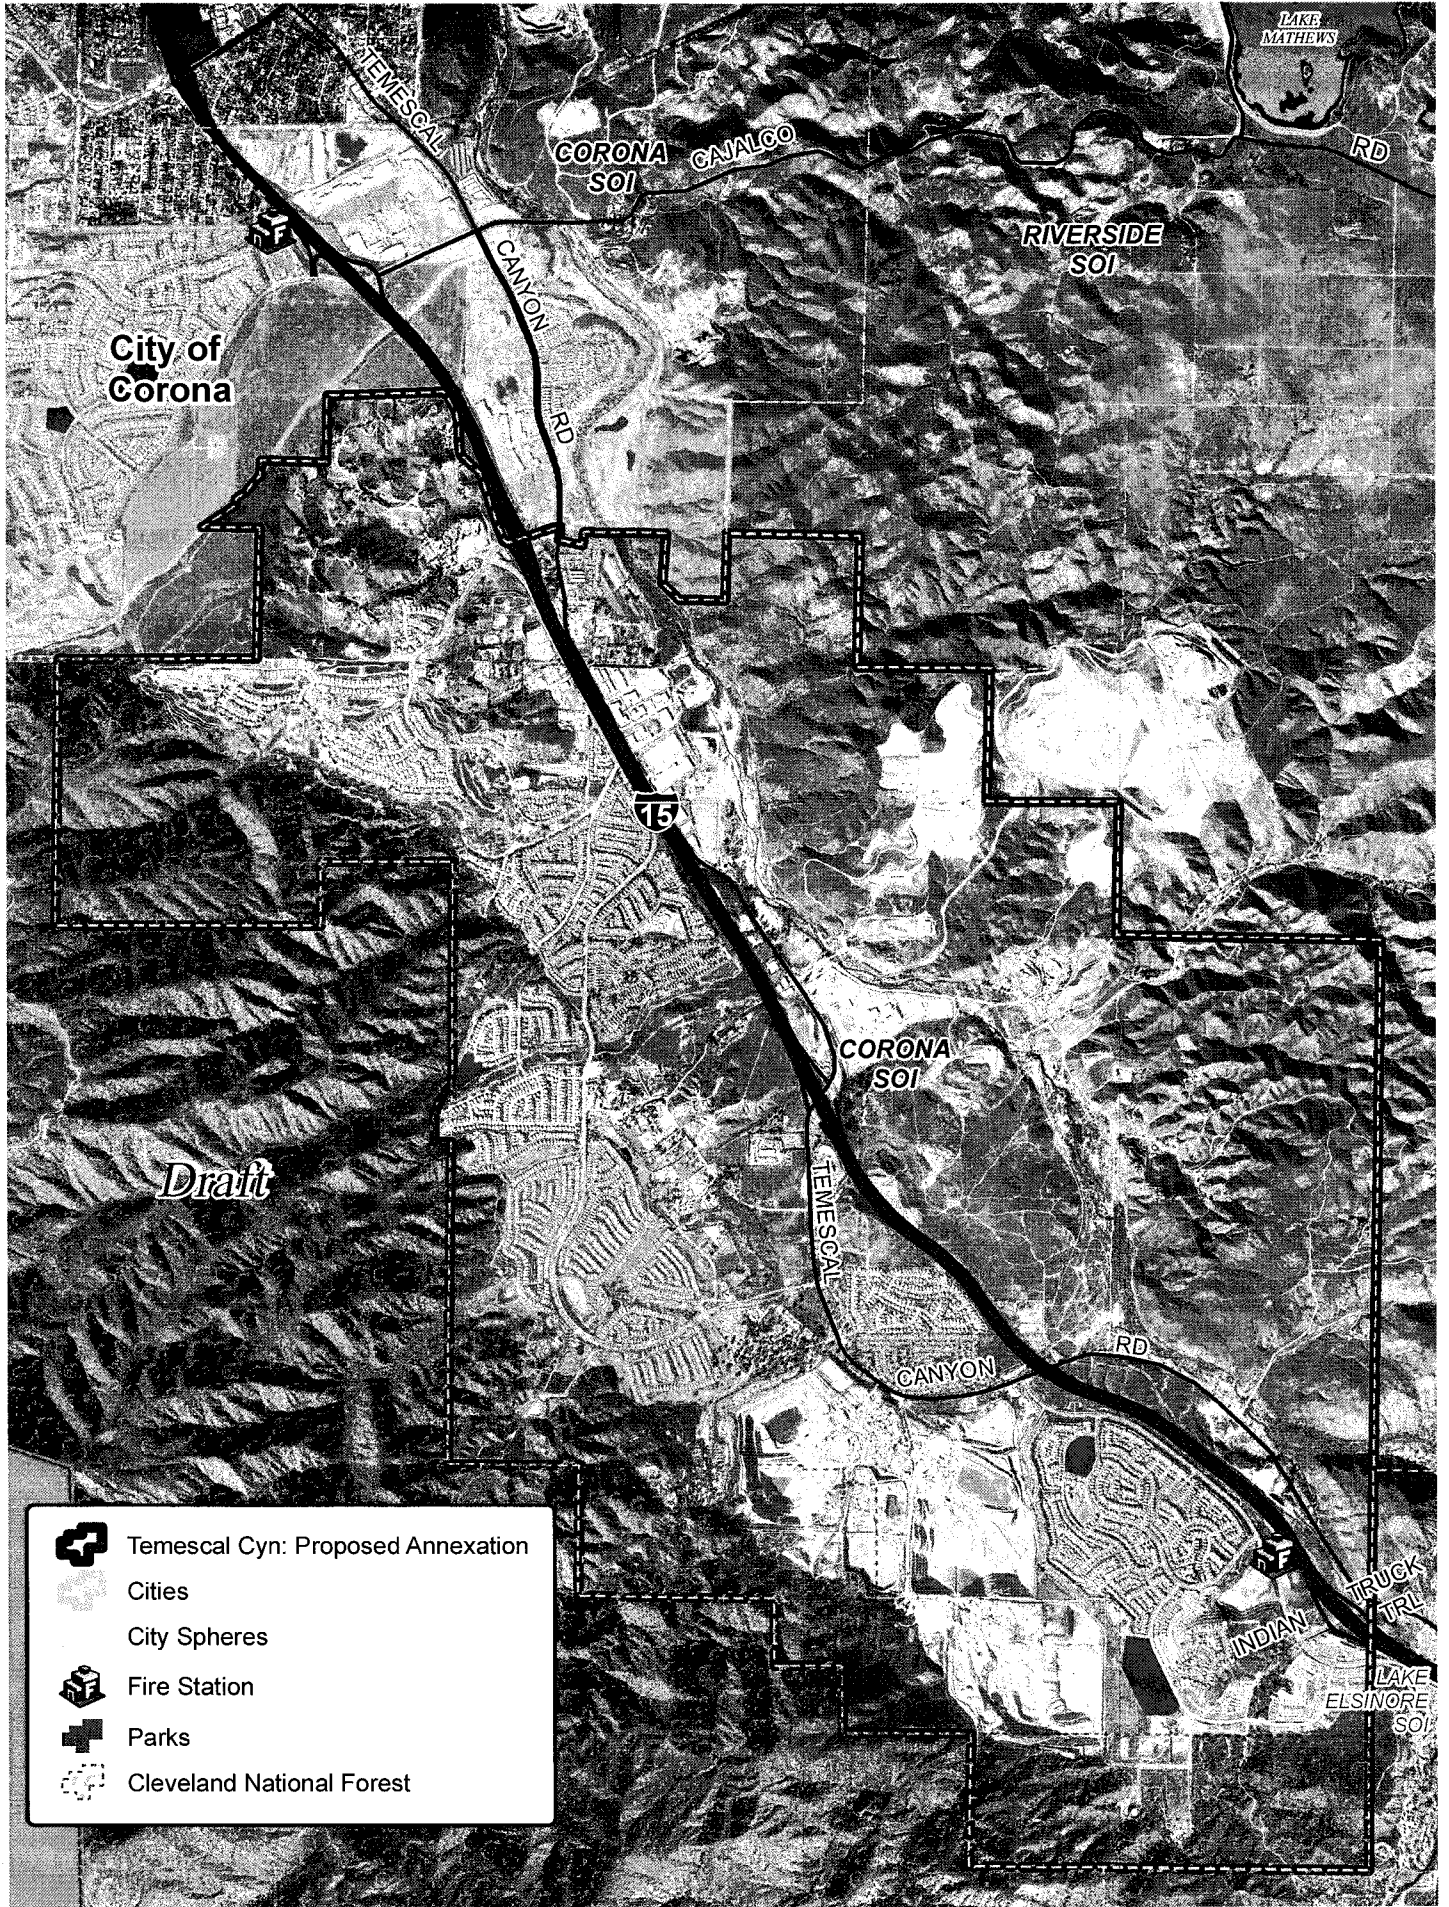 LAKE
MATHEWS
TEMESCAL
CORONA
SOI
CAJALCO
RD
RIVERSIDE
SOI
CANYON
City of
Corona
RD
15
CORONA
SOI
Draft
TEMESCAL
RD
CANYON
Temescal Cyn: Proposed Annexation
Cities
City Spheres
Fire Station
Parks
Cleveland National Forest
TRUCK
TRL
INDIAN
LAKE
ELSINORE
SOI